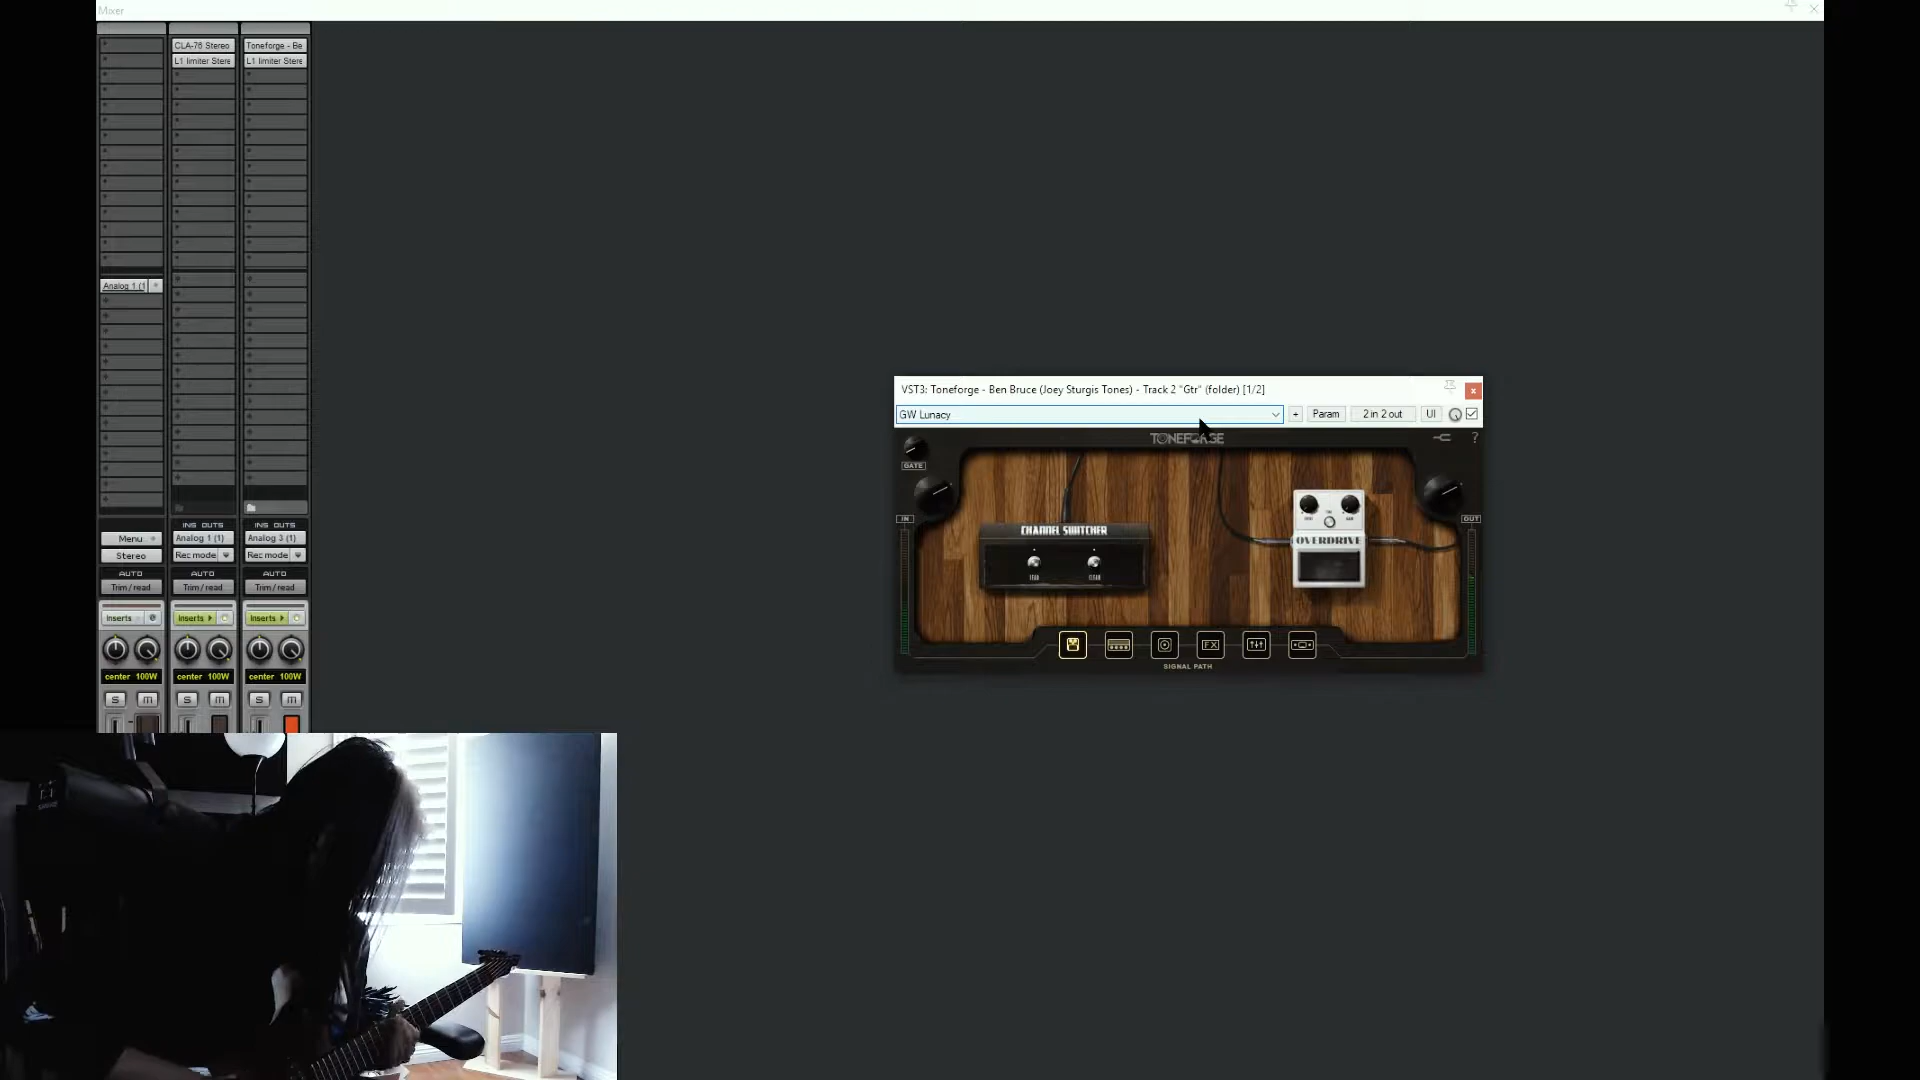 Mixer
CLA-76 Stereo
Toneforge - Be
L1 limiter Stere
L1 limiter Stere
Analog 1 (1
Menu
Stereo
INS OUTS
INS OUTS
Analog 1 (1)
Analog 3 (1)
Rec mode
Rec mode
AUTO
AUTO
AUTO
Trim / read
Trim / read
Trim / read
Inserts
Inserts
Inserts
center 100W
center 100W
center 100W
S M
S M
S M
VST3: Toneforge - Ben Bruce (Joey Sturgis Tones) - Track 2 "Gtr" (folder) [1/2]
GW Lunacy
+ Param 2 in 2 out UI
TONEFORGE
?
GATE
IN
OUT
CHANNEL SWITCHER
LEAD CLEAN
OVERDRIVE
FX
SIGNAL PATH